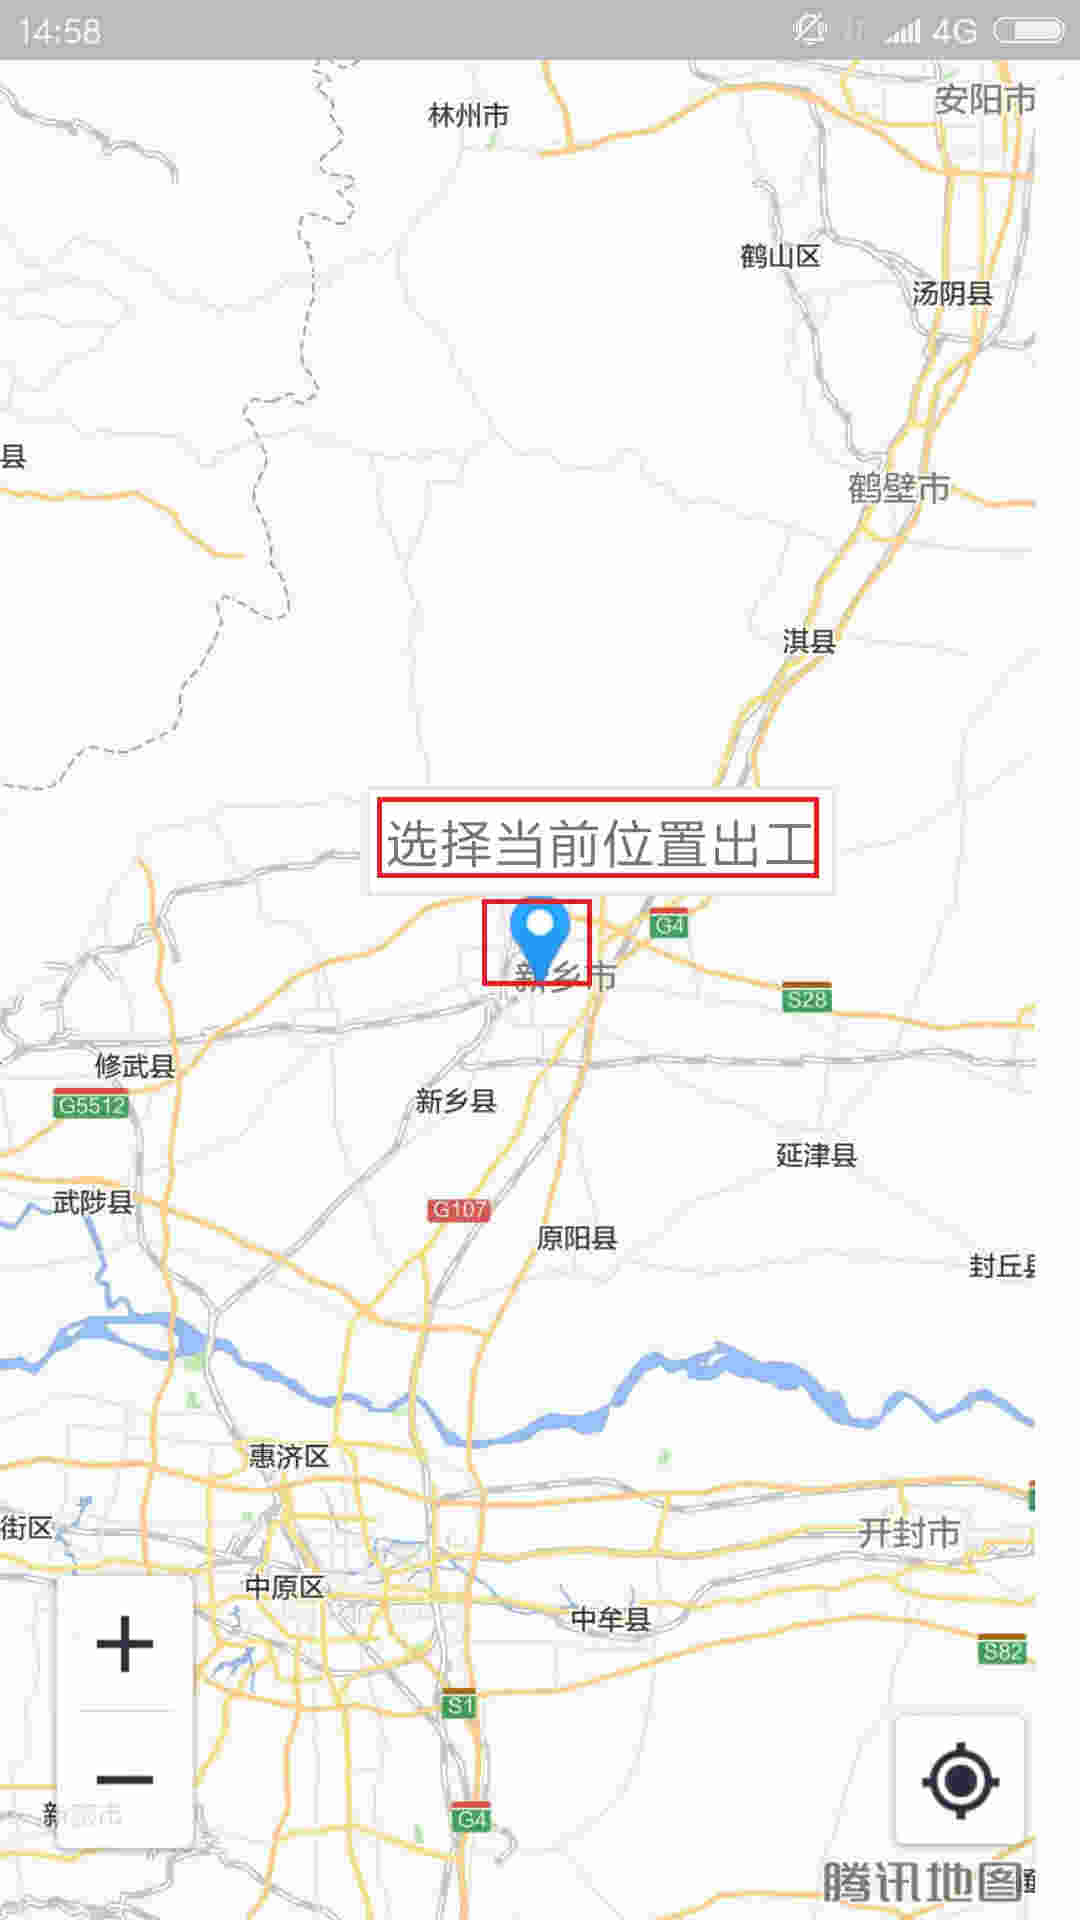 14:58
4G
安阳市
林州市
鹤山区
汤阴县
县
鹤壁市
淇县
选择当前位置出工
G4
新乡市
S28
修武县
G5512
新乡县
延津县
武陟县
G107
原阳县
封丘县
惠济区
街区
开封市
中原区
中牟县
S82
S1
G4
腾讯地图